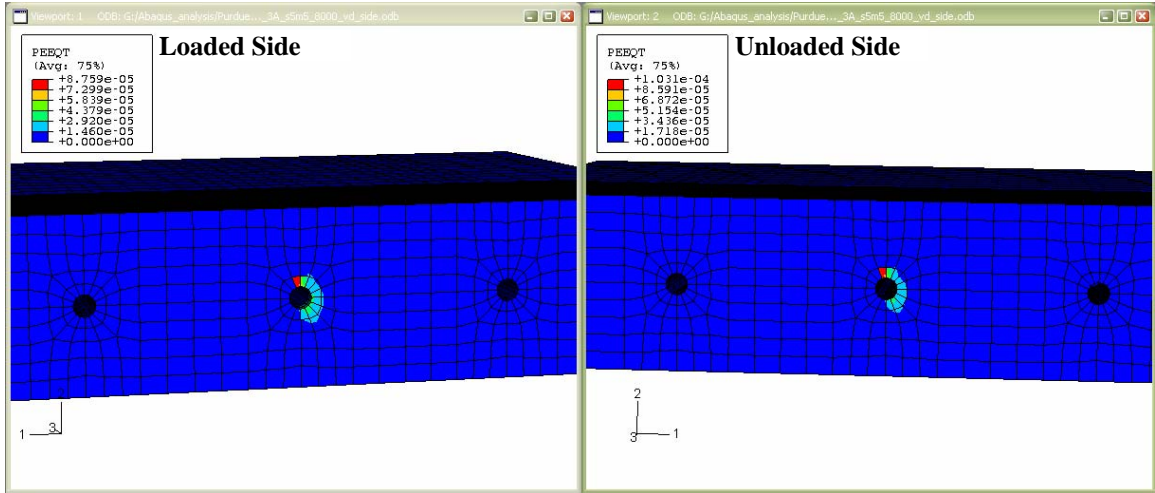 Viewport: 1 ODB: G:/Abaqus_analysis/Purdue..._3A_s5m5_8000_vd_side.odb
Loaded Side
PEEQT
(Avg: 75%)
+8.759e-05
+7.299e-05
+5.839e-05
+4.379e-05
+2.920e-05
+1.460e-05
+0.000e+00
2
3
1
Viewport: 2 ODB: G:/Abaqus_analysis/Purdue..._3A_s5m5_8000_vd_side.odb
Unloaded Side
PEEQT
(Avg: 75%)
+1.031e-04
+8.591e-05
+6.872e-05
+5.154e-05
+3.436e-05
+1.718e-05
+0.000e+00
2
3 1